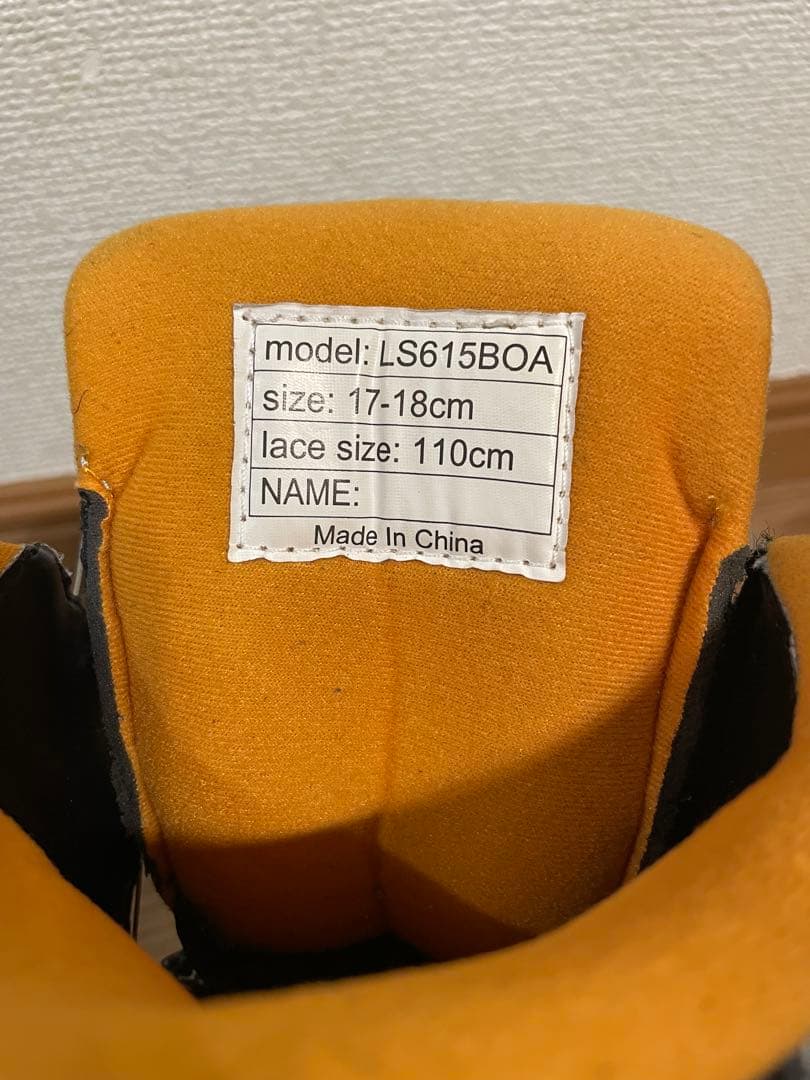 model: LS615BOA
size: 17-18cm
lace size: 110cm
NAME:
Made In China